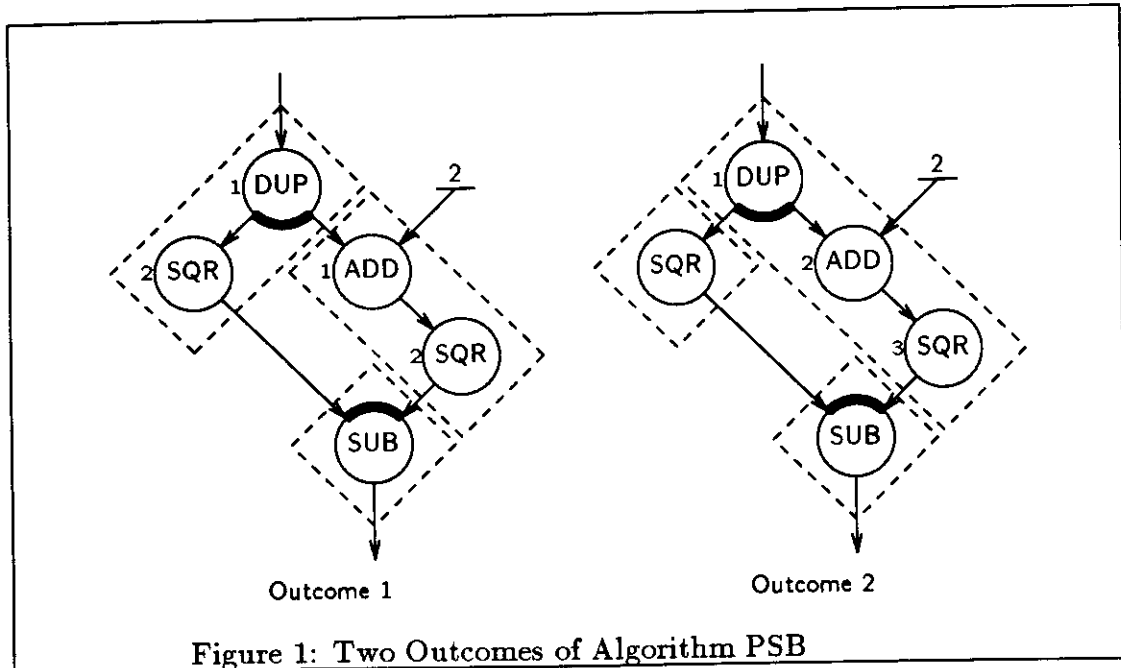 2
1 DUP
2 SQR
1 ADD
2 SQR
SUB
Outcome 1
2
1 DUP
SQR
2 ADD
3 SQR
SUB
Outcome 2
Figure 1: Two Outcomes of Algorithm PSB